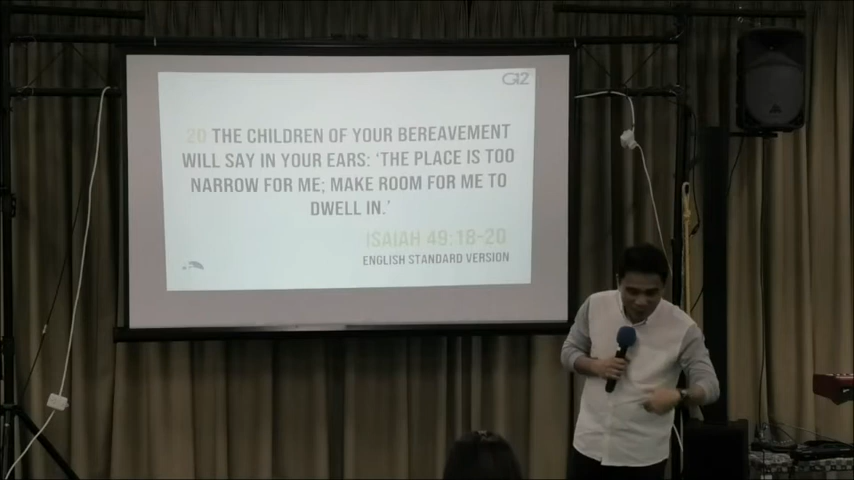 G12
20 THE CHILDREN OF YOUR BEREAVEMENT
WILL SAY IN YOUR EARS: ‘THE PLACE IS TOO
NARROW FOR ME; MAKE ROOM FOR ME TO
DWELL IN.’
ISAIAH 49:18-20
ENGLISH STANDARD VERSION